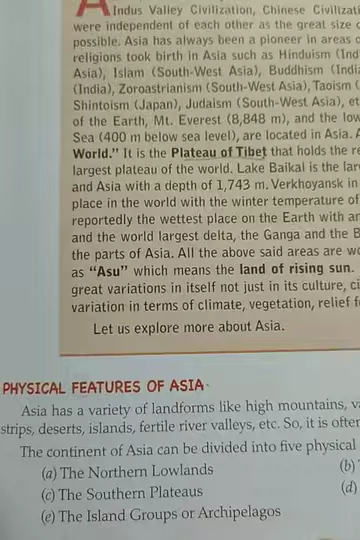 A Indus Valley Civilization, Chinese
were independent of each other as the great size
possible. Asia has always been a pioneer in areas
religions took birth in Asia such as Hinduism
Asia), Islam (South-West Asia), Buddhism
(India), Zoroastrianism (South-West Asia), Taoism
Shintoism (Japan), Judaism (South-West Asia),
of the Earth, Mt. Everest (8,848 m), and the
Sea (400 m below sea level), are located in Asia.
World." It is the Plateau of Tibet that holds the
largest plateau of the world. Lake Baikal is the
and Asia with a depth of 1,743 m. Verkhoyansk in
place in the world with the winter temperature of
reportedly the wettest place on the Earth with
and the world largest delta, the Ganga and the
the parts of Asia. All the above said areas are
as “Asu” which means the land of rising sun.
great variations in itself not just in its culture,
variation in terms of climate, vegetation, relief
Let us explore more about Asia.
PHYSICAL FEATURES OF ASIA
Asia has a variety of landforms like high mountains,
strips, deserts, islands, fertile river valleys, etc. So, it is
The continent of Asia can be divided into five physical
(a) The Northern Lowlands (b)
(c) The Southern Plateaus (d)
(e) The Island Groups or Archipelagos